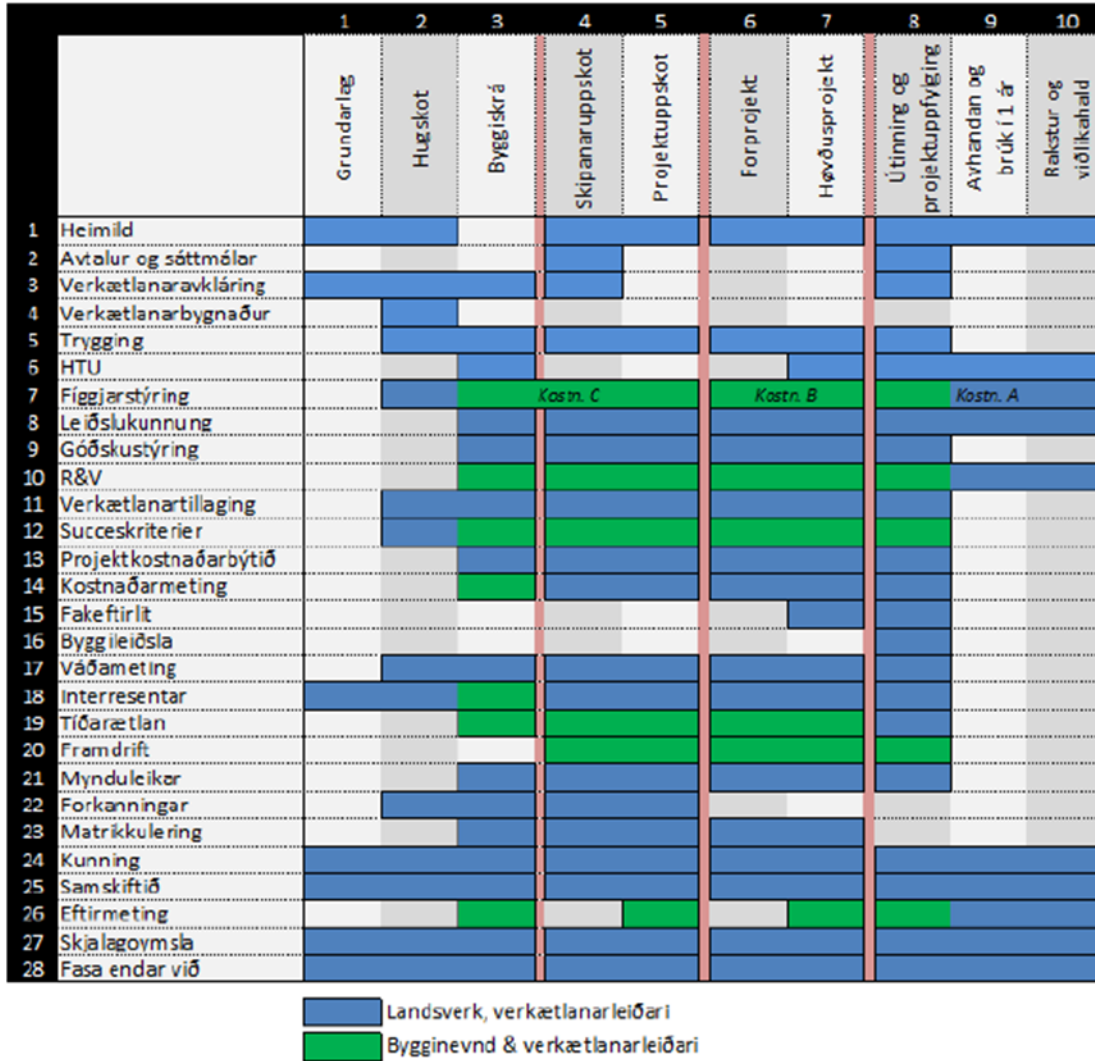 1 2 3 4 5 6 7 8 9 10
Grundarlag
Hugskot
Byggiskrá
Skipanaruppskot
Projektuppskot
Forprojekt
Høvðusprojekt
Útinning og
projektuppfylging
Avhandan og
brúk í 1 ár
Rakstur og
viðlíkahald
1 Heimild
2 Avtalur og sáttmálar
3 Verkætlanaravkláring
4 Verkætlanarbygnaður
5 Trygging
6 HTU
7 Fíggjarstýring Kostn. C Kostn. B Kostn. A
8 Leiðslukunnung
9 Góðskustýring
10 R&V
11 Verkætlanartillaging
12 Succeskriterier
13 Projektkostnaðarbýtið
14 Kostnaðarmeting
15 Fakeftirlit
16 Byggileiðsla
17 Váðameting
18 Interresentar
19 Tíðarætlan
20 Framdrift
21 Mynduleikar
22 Forkanningar
23 Matrikkulering
24 Kunning
25 Samskiftið
26 Eftirmeting
27 Skjalagoymsla
28 Fasa endar við
Landsverk, verkætlanarleiðari
Bygginevnd & verkætlanarleiðari